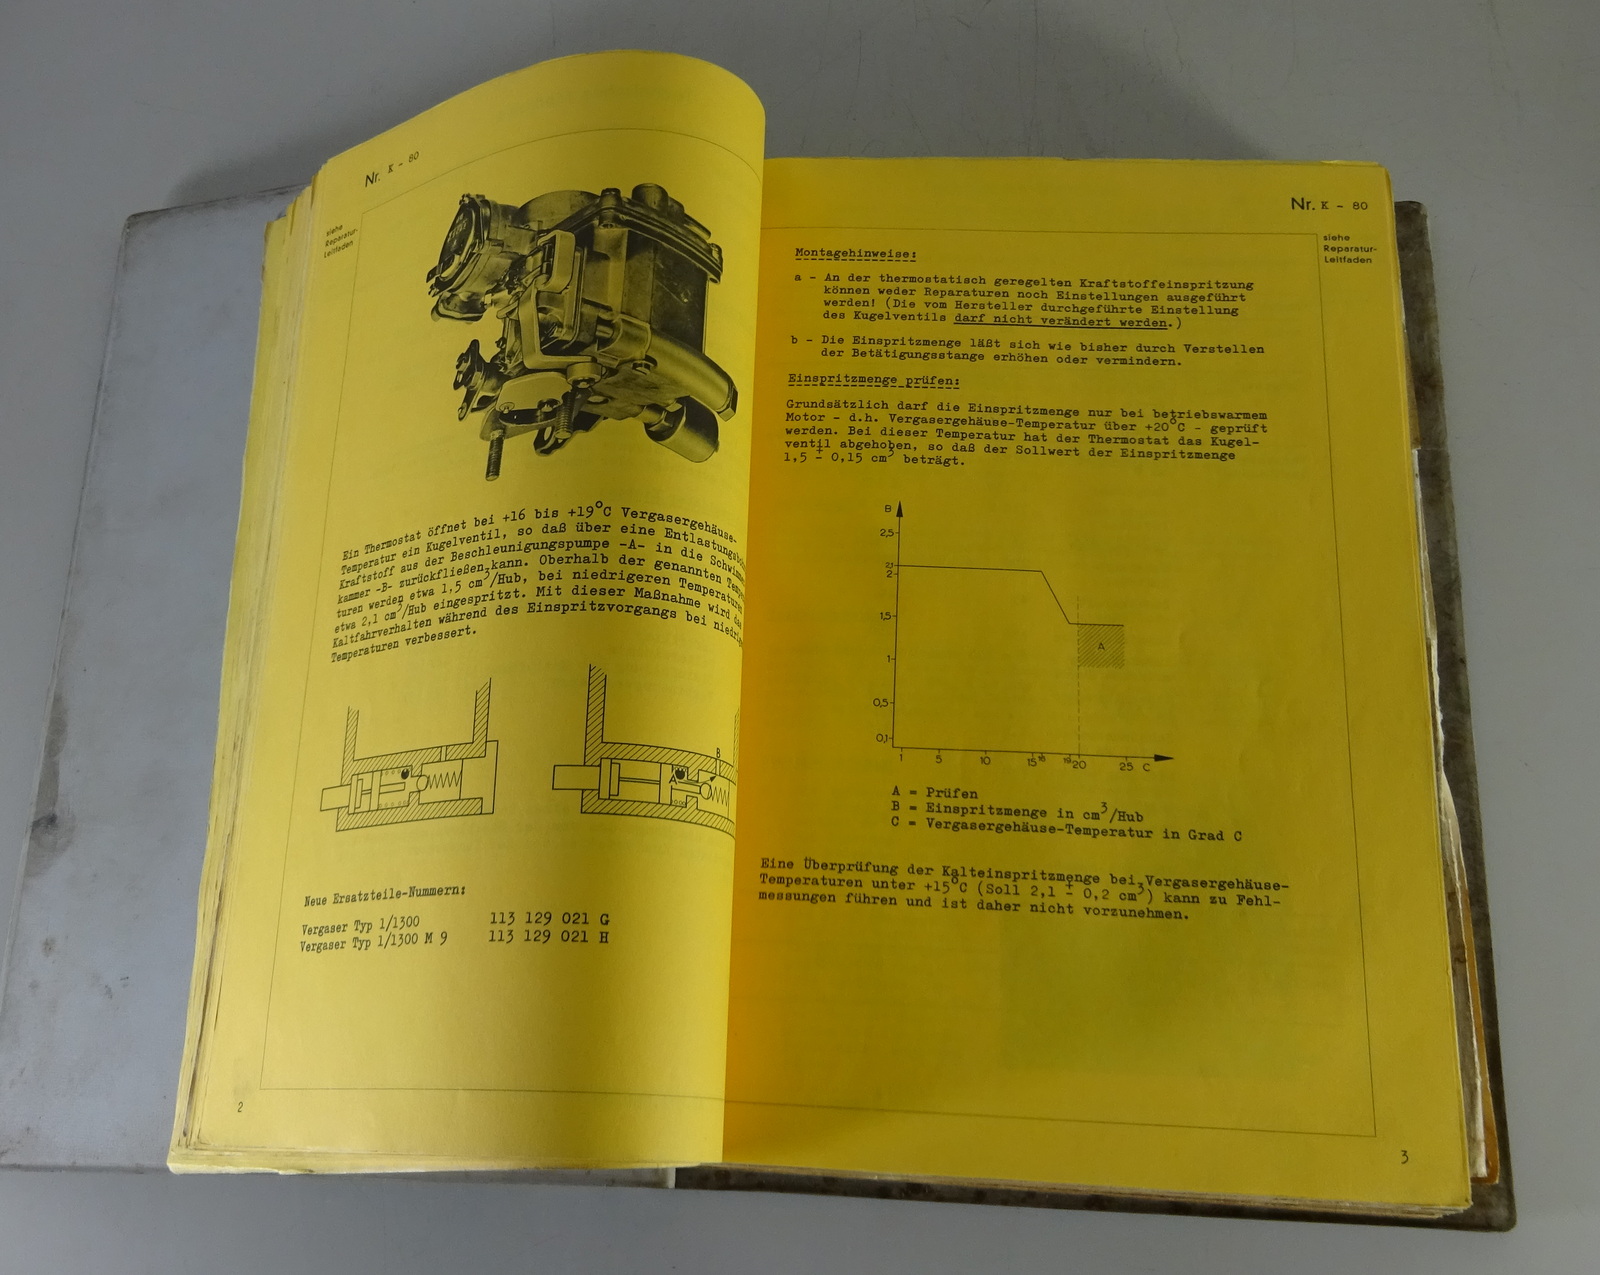 Nr. K - 80
siehe
Reparatur-
Leitfaden
Ein Thermostat öffnet bei +16 bis +19°C Vergasergehäuse-
Temperatur ein Kugelventil, so daß über eine
Kraftstoff aus der Beschleunigungspumpe -A- in die
kammer -B- zurückfließen kann. Oberhalb der genannten
turen werden etwa 1,5 cm³/Hub, bei niedrigeren
etwa 2,1 cm³/Hub eingespritzt. Mit dieser Maßnahme wird
Kaltfahrverhalten während des Einspritzvorgangs bei
Temperaturen verbessert.
A
B
Neue Ersatzteile-Nummern:
Vergaser Typ 1/1300 113 129 021 G
Vergaser Typ 1/1300 M 9 113 129 021 H
2
Nr. K - 80
siehe
Reparatur-
Leitfaden
Montagehinweise:
a - An der thermostatisch geregelten Kraftstoffeinspritzung
können weder Reparaturen noch Einstellungen ausgeführt
werden! (Die vom Hersteller durchgeführte Einstellung
des Kugelventils darf nicht verändert werden.)
b - Die Einspritzmenge läßt sich wie bisher durch Verstellen
der Betätigungsstange erhöhen oder vermindern.
Einspritzmenge prüfen:
Grundsätzlich darf die Einspritzmenge nur bei betriebswarmem
Motor - d.h. Vergasergehäuse-Temperatur über +20°C - geprüft
werden. Bei dieser Temperatur hat der Thermostat das Kugel-
ventil abgehoben, so daß der Sollwert der Einspritzmenge
1,5 ± 0,15 cm³ beträgt.
B
2,5
2,1
2
1,5
A
1
0,5
0,1
1 5 10 15 16 19 20 25 C
A = Prüfen
B = Einspritzmenge in cm³/Hub
C = Vergasergehäuse-Temperatur in Grad C
Eine Überprüfung der Kalteinspritzmenge bei Vergasergehäuse-
Temperaturen unter +15°C (Soll 2,1 ± 0,2 cm³) kann zu Fehl-
messungen führen und ist daher nicht vorzunehmen.
3